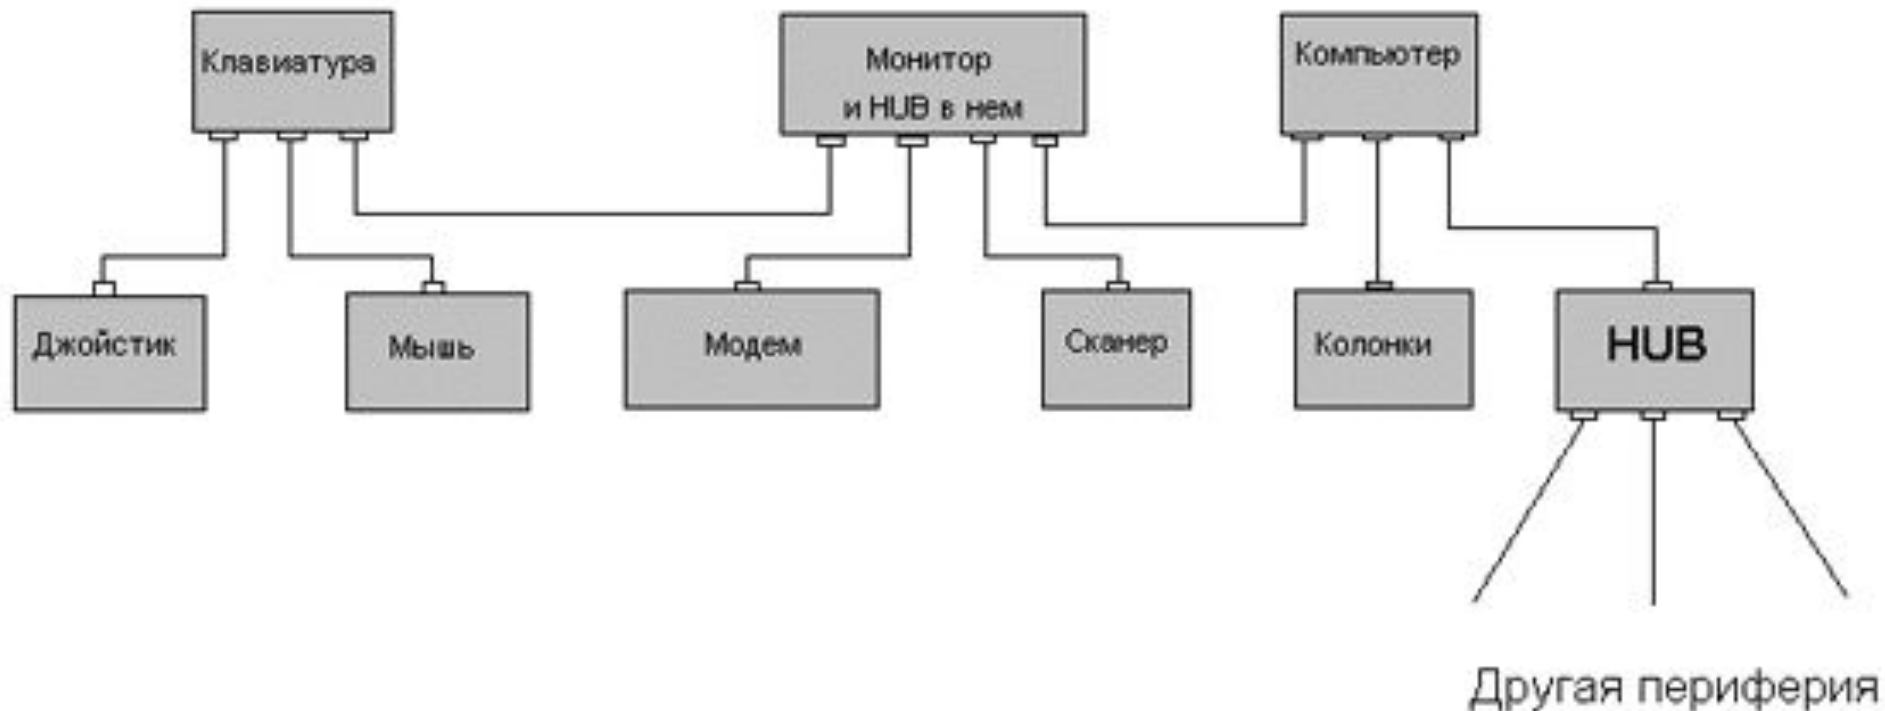 Клавиатура
Монитор
и HUB в нем
Компьютер
Джойстик
Мышь
Модем
Сканер
Колонки
HUB
Другая периферия